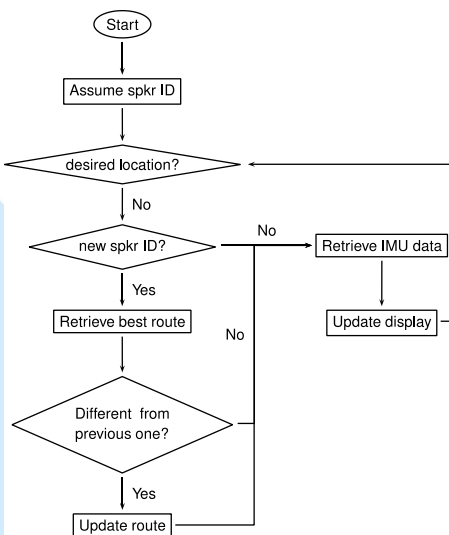 Start
Assume spkr ID
desired location?
No
new spkr ID?
No
Retrieve IMU data
Yes
Retrieve best route
Update display
No
Different from
previous one?
Yes
Update route